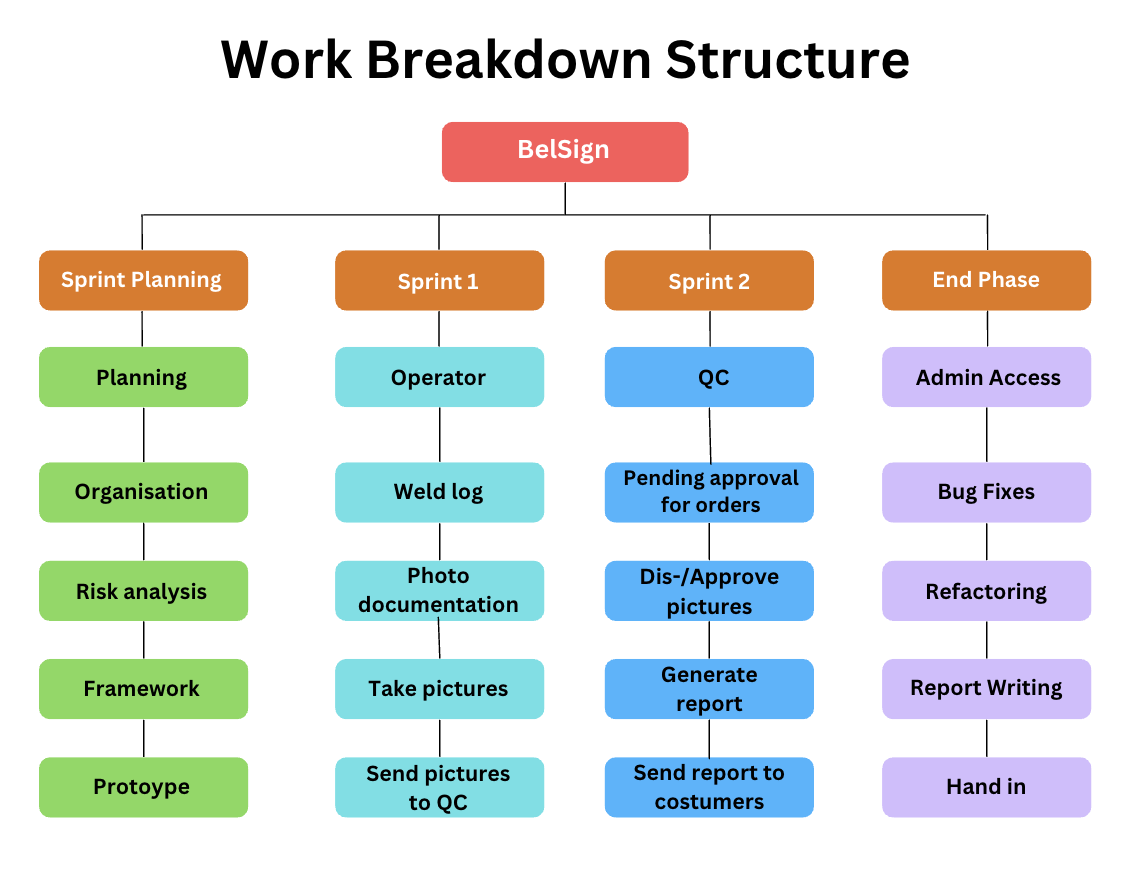 Work Breakdown Structure
BelSign
Sprint Planning
Planning
Organisation
Risk analysis
Framework
Protoype
Sprint 1
Operator
Weld log
Photo
documentation
Take pictures
Send pictures
to QC
Sprint 2
QC
Pending approval
for orders
Dis-/Approve
pictures
Generate
report
Send report to
costumers
End Phase
Admin Access
Bug Fixes
Refactoring
Report Writing
Hand in